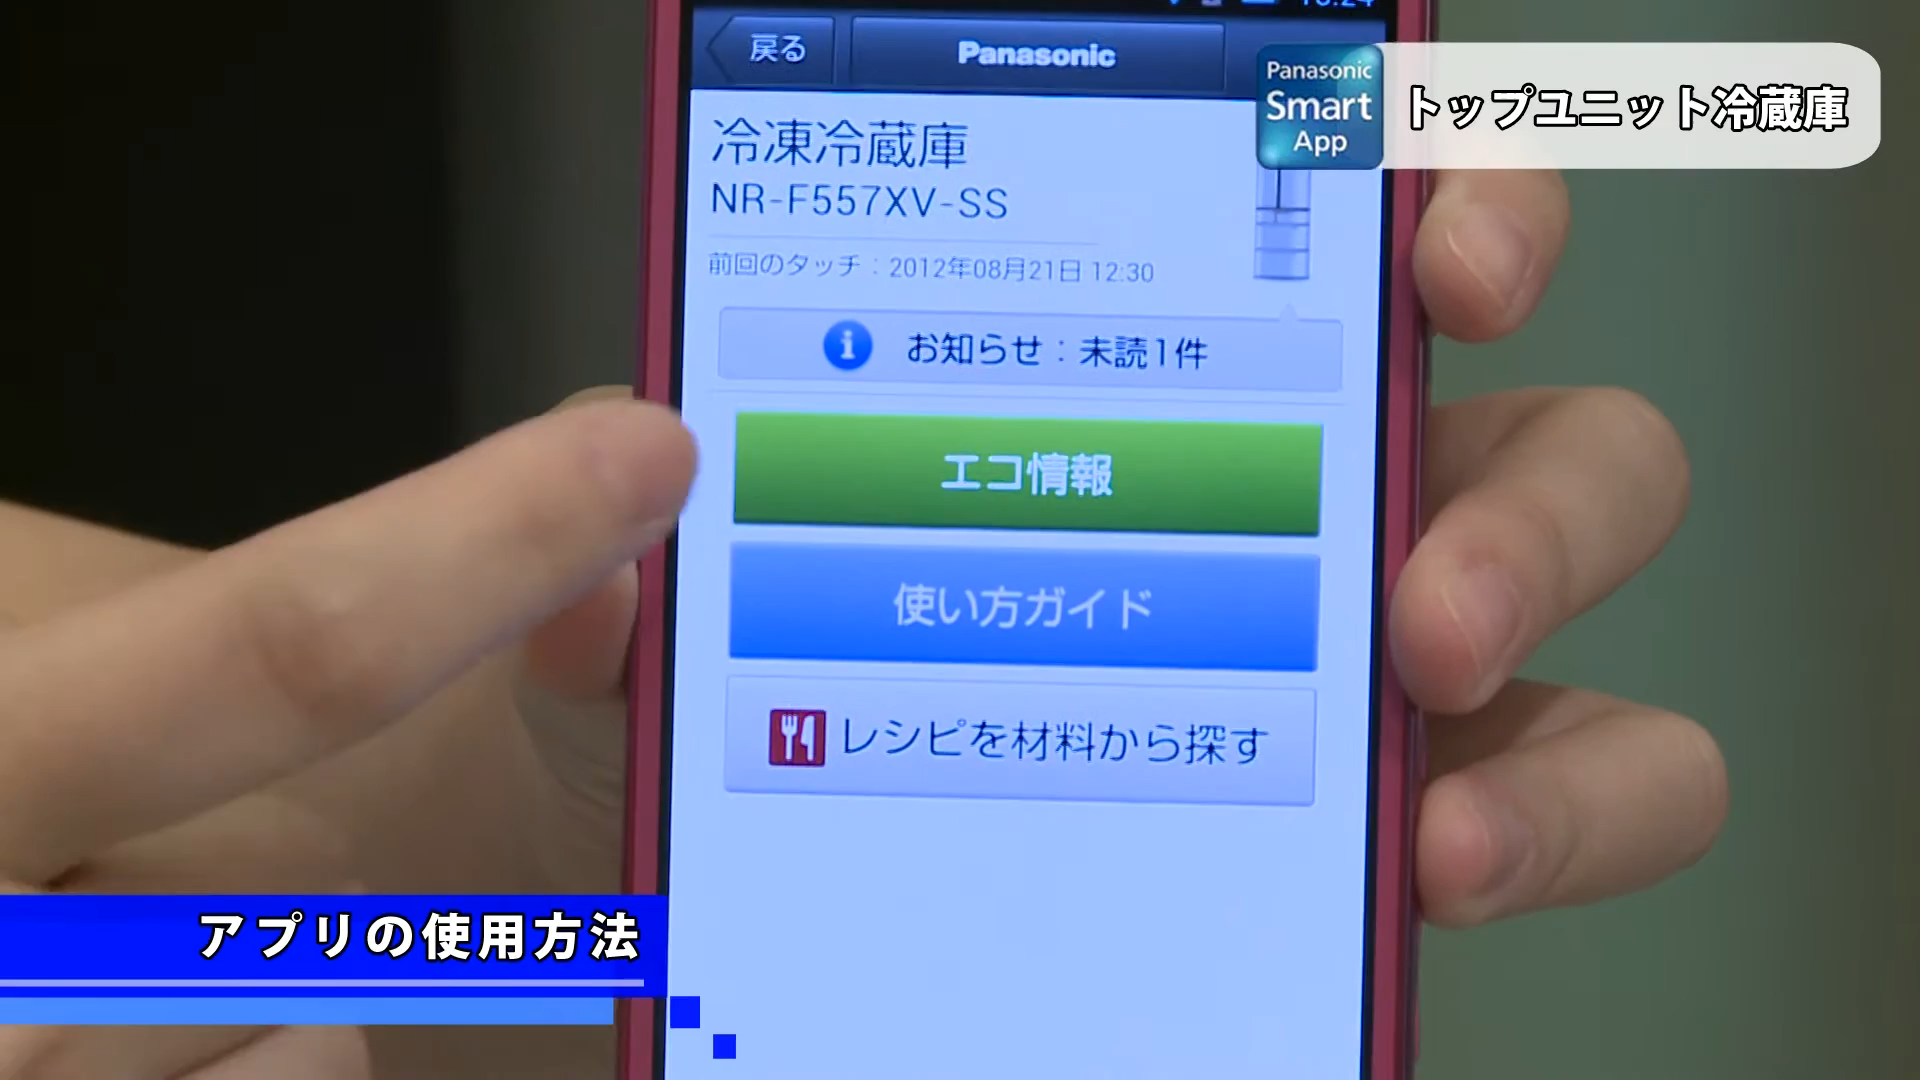 戻る
Panasonic
Panasonic
Smart
App
トップユニット冷蔵庫
冷凍冷蔵庫
NR-F557XV-SS
前回のタッチ：2012年08月21日 12:30
i
お知らせ：未読1件
エコ情報
使い方ガイド
レシピを材料から探す
アプリの使用方法